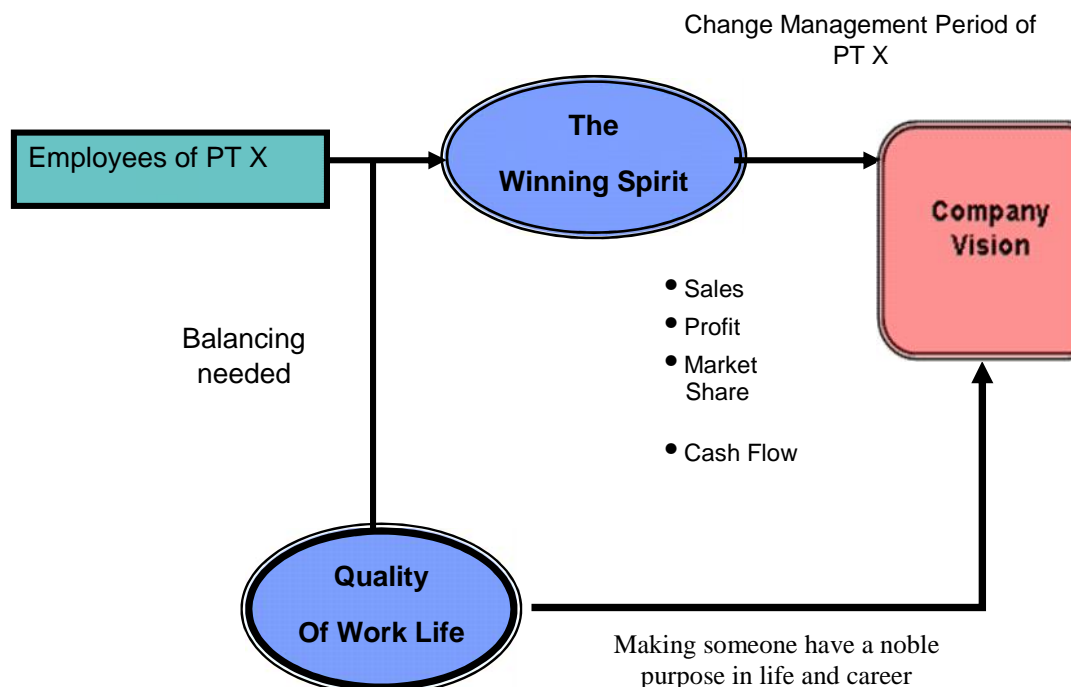 Change Management Period of
PT X
Employees of PT X
The
Winning Spirit
Company
Vision
• Sales
• Profit
• Market
Share
• Cash Flow
Balancing
needed
Quality
Of Work Life
Making someone have a noble
purpose in life and career